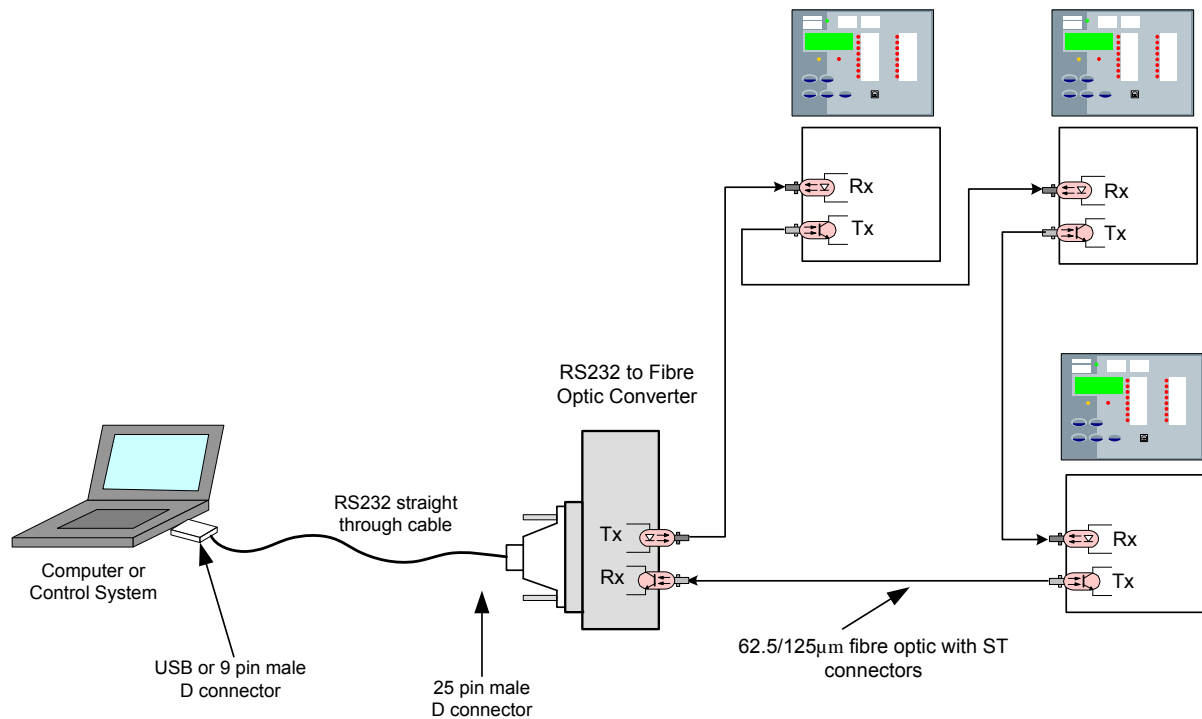 Rx
Tx
Rx
Tx
RS232 to Fibre
Optic Converter
RS232 straight
through cable
Tx
Rx
Rx
Tx
Computer or
Control System
USB or 9 pin male
D connector
25 pin male
D connector
62.5/125µm fibre optic with ST
connectors